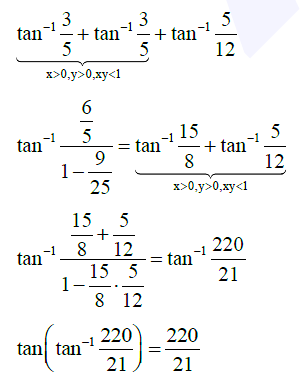 tan⁻¹ 3/5 + tan⁻¹ 3/5 + tan⁻¹ 5/12
x>0,y>0,xy<1
tan⁻¹ (6/5)/(1 − 9/25) = tan⁻¹ 15/8 + tan⁻¹ 5/12
x>0,y>0,xy<1
tan⁻¹ (15/8 + 5/12)/(1 − 15/8 · 5/12) = tan⁻¹ 220/21
tan(tan⁻¹ 220/21) = 220/21